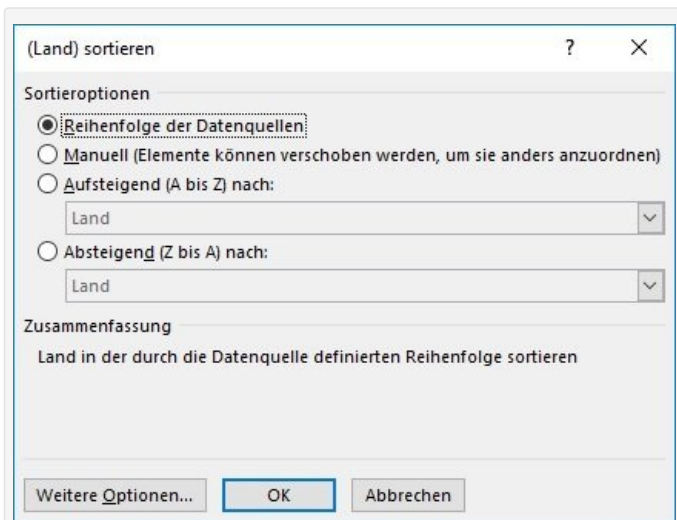 (Land) sortieren ?
Sortieroptionen
Reihenfolge der Datenquellen
Manuell (Elemente können verschoben werden, um sie anders anzuordnen)
Aufsteigend (A bis Z) nach:
Land
Absteigend (Z bis A) nach:
Land
Zusammenfassung
Land in der durch die Datenquelle definierten Reihenfolge sortieren
Weitere Optionen... OK Abbrechen